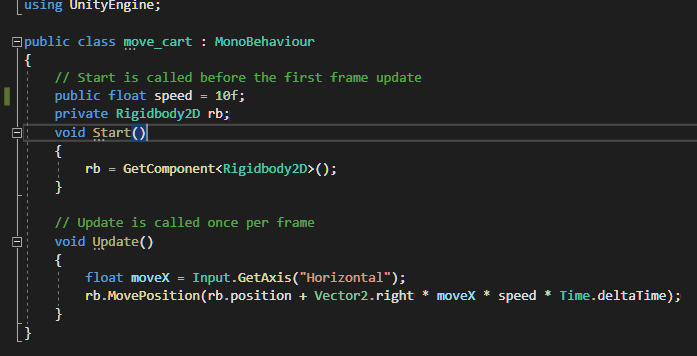 using UnityEngine;
public class move_cart : MonoBehaviour
{
// Start is called before the first frame update
public float speed = 10f;
private Rigidbody2D rb;
void Start()
{
rb = GetComponent<Rigidbody2D>();
}
// Update is called once per frame
void Update()
{
float moveX = Input.GetAxis("Horizontal");
rb.MovePosition(rb.position + Vector2.right * moveX * speed * Time.deltaTime);
}
}